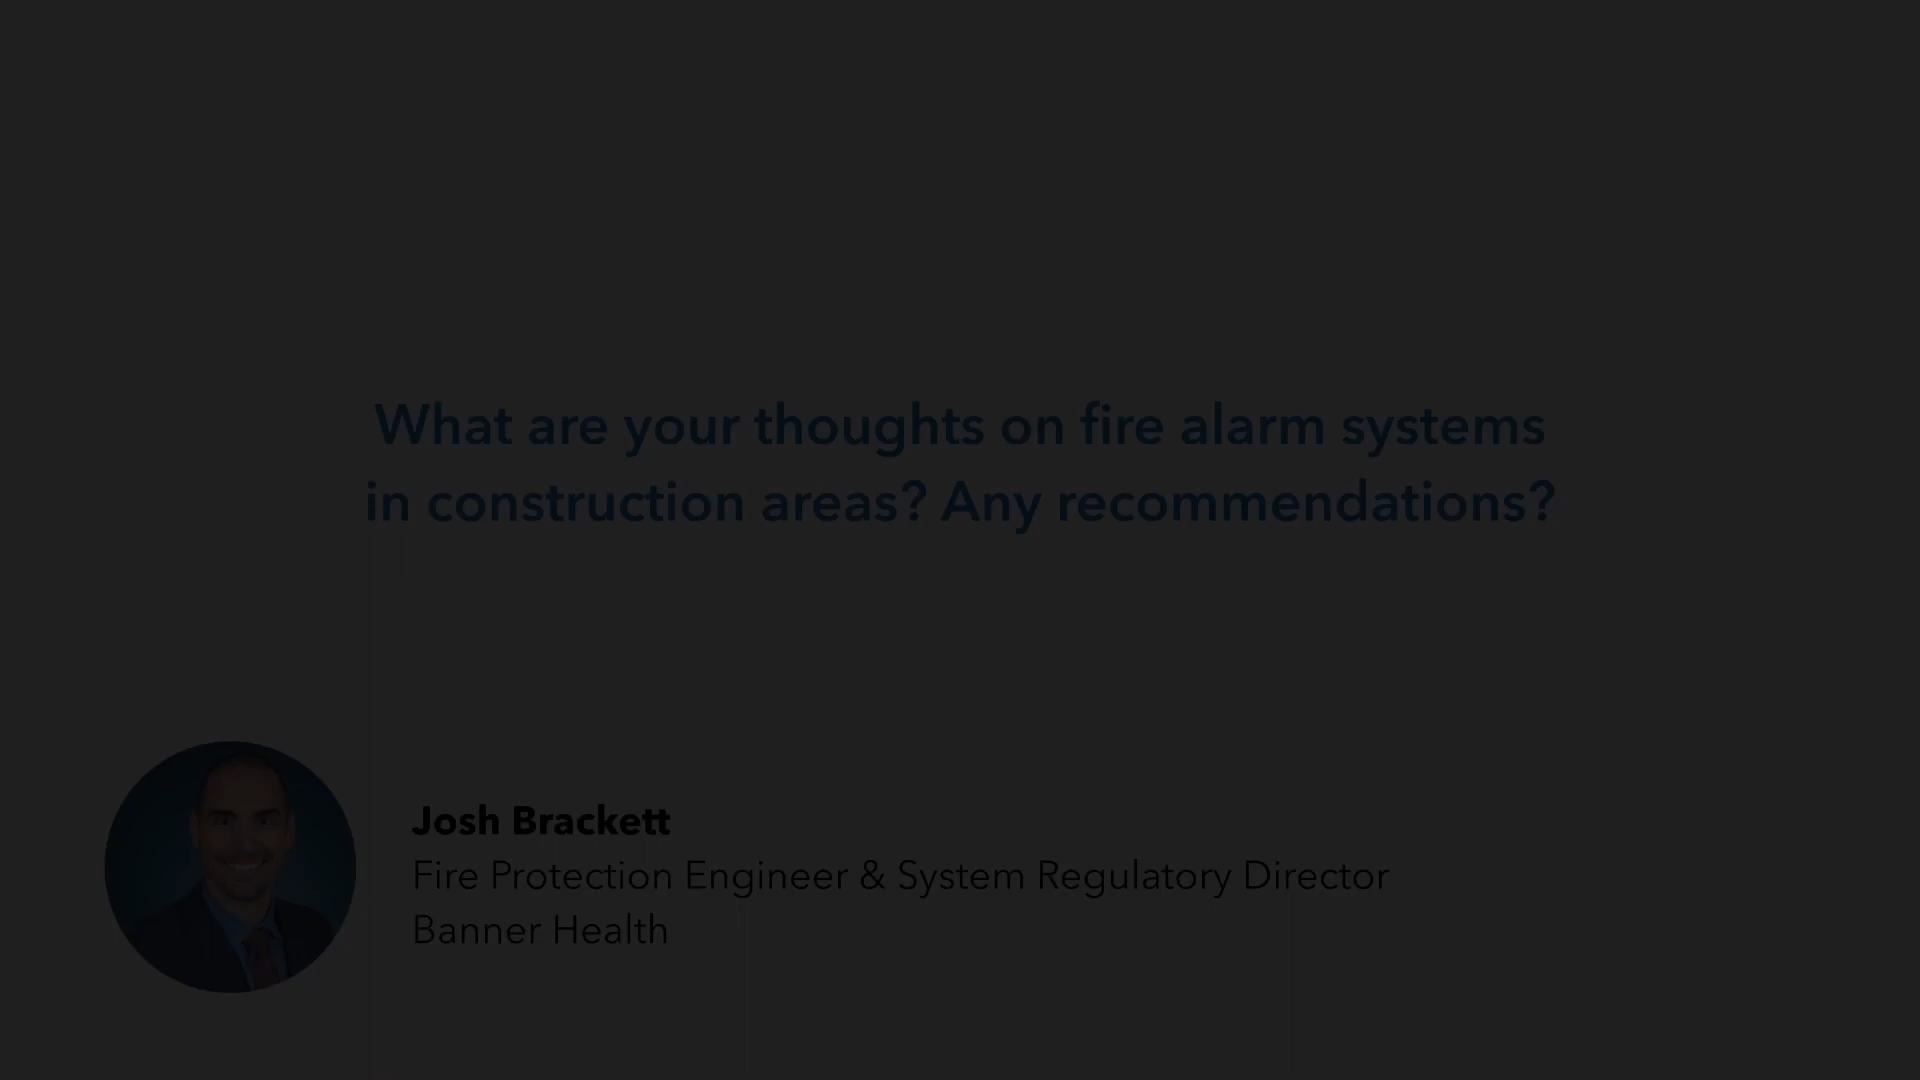 What are your thoughts on fire alarm systems
in construction areas? Any recommendations?
Josh Brackett
Fire Protection Engineer & System Regulatory Director
Banner Health